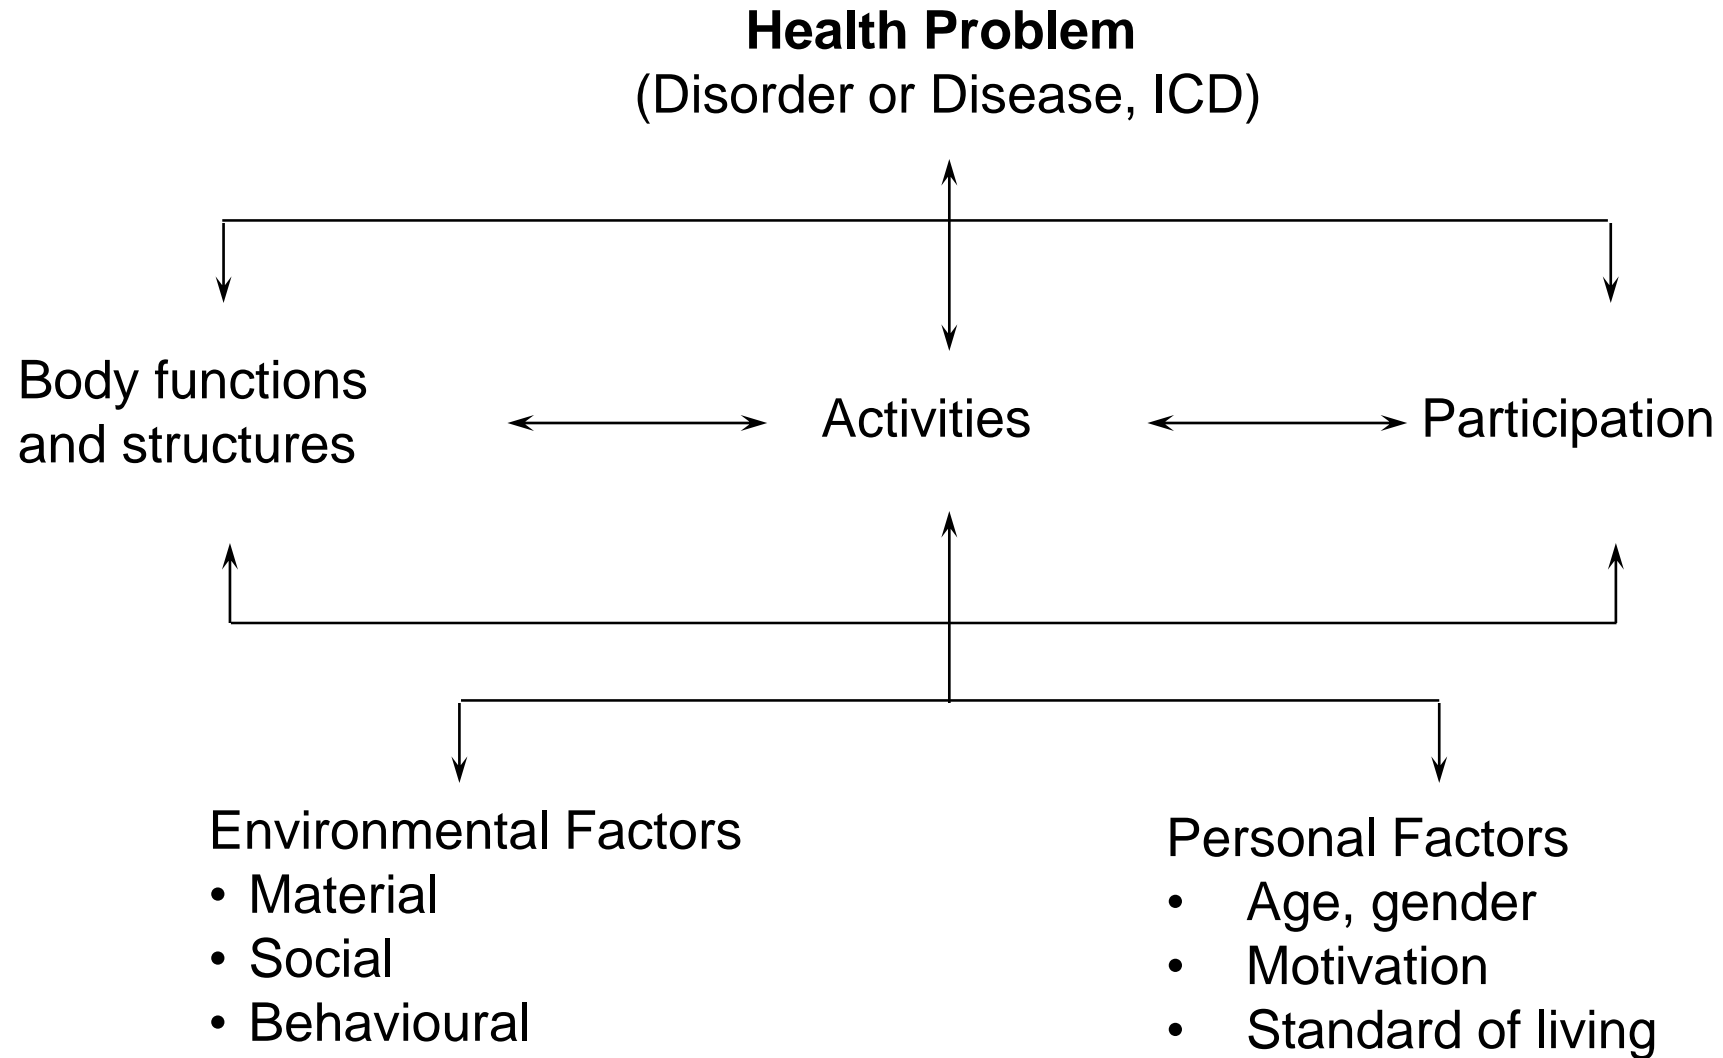 Health Problem
(Disorder or Disease, ICD)
Body functions
and structures
Activities
Participation
Environmental Factors
• Material
• Social
• Behavioural
Personal Factors
• Age, gender
• Motivation
• Standard of living